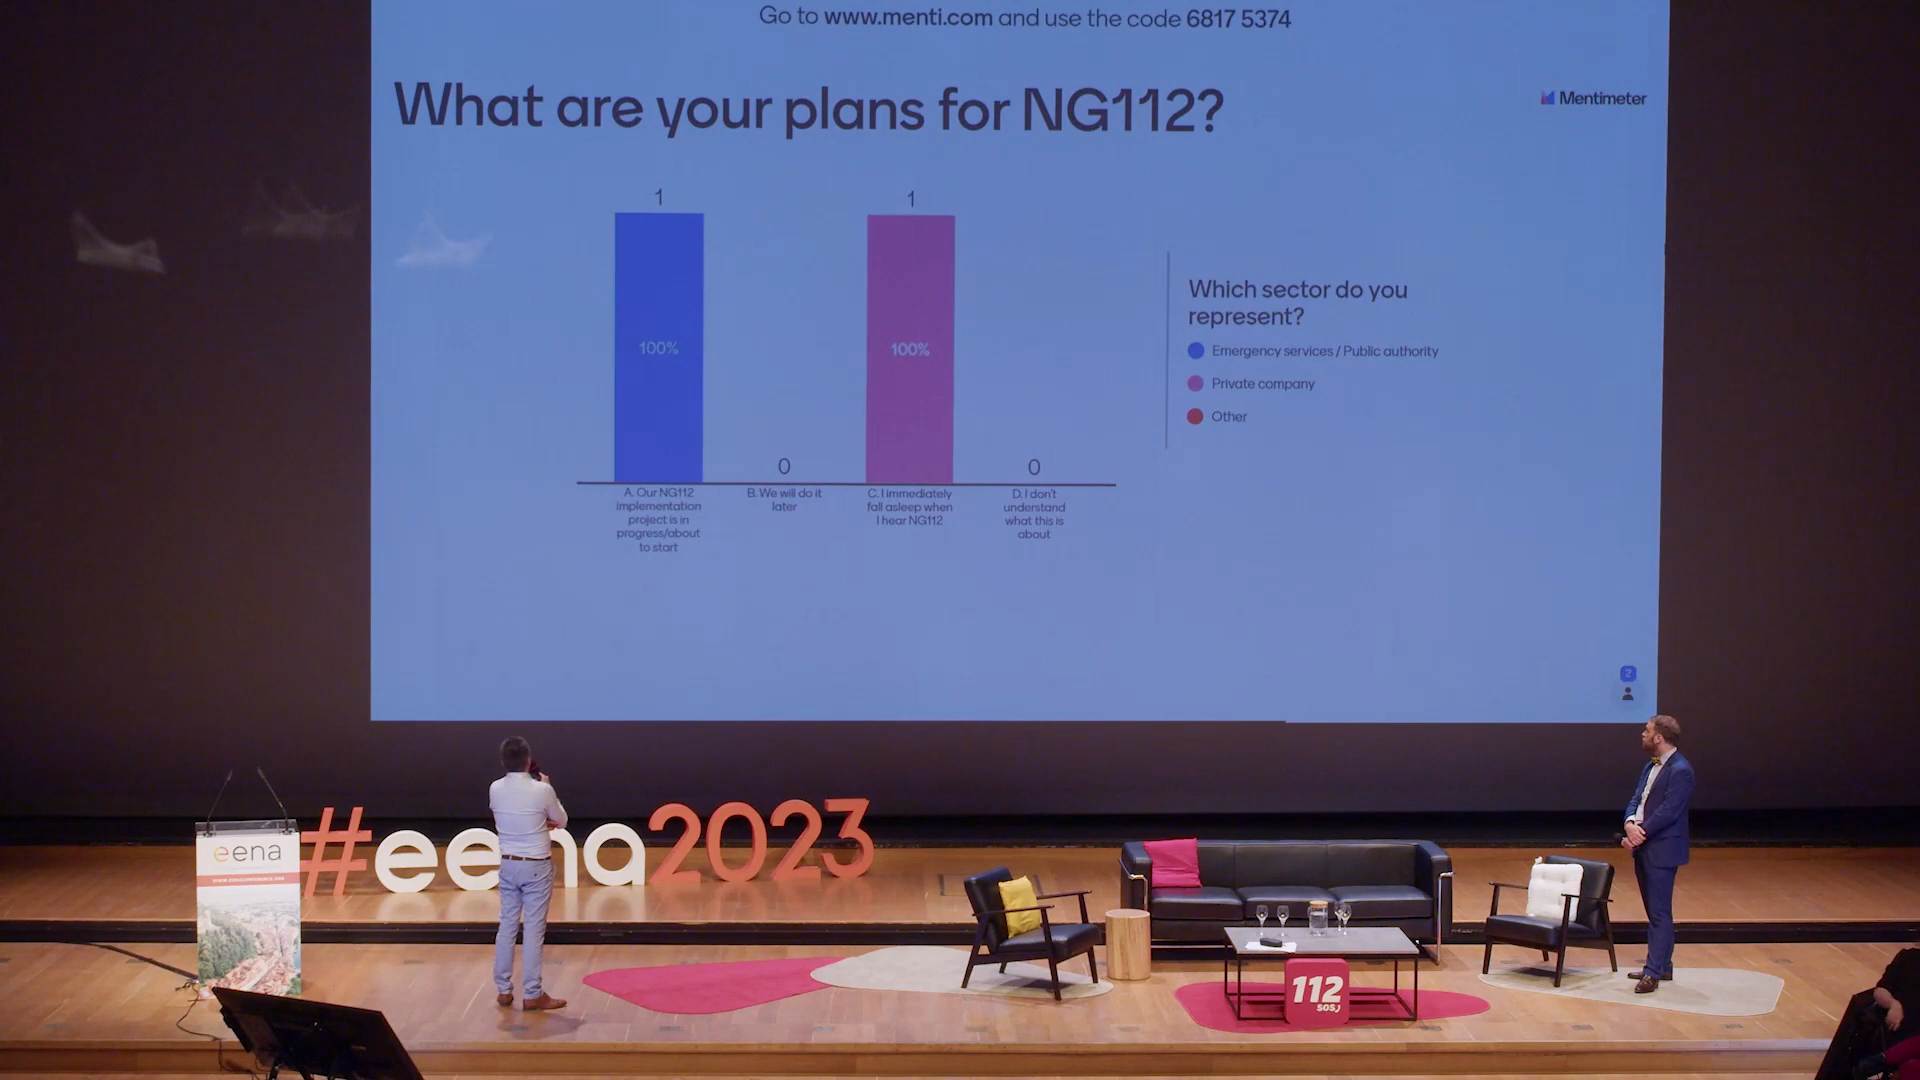 Go to www.menti.com and use the code 6817 5374
What are your plans for NG112?
Mentimeter
1
1
100%
100%
0
0
A. Our NG112
implementation
project is in
progress/about
to start
B. We will do it
later
C. I immediately
fall asleep when
I hear NG112
D. I don't
understand
what this is
about
Which sector do you
represent?
Emergency services / Public authority
Private company
Other
2
#eena2023
eena
WWW.EENACONFERENCE.ORG
112
SOS